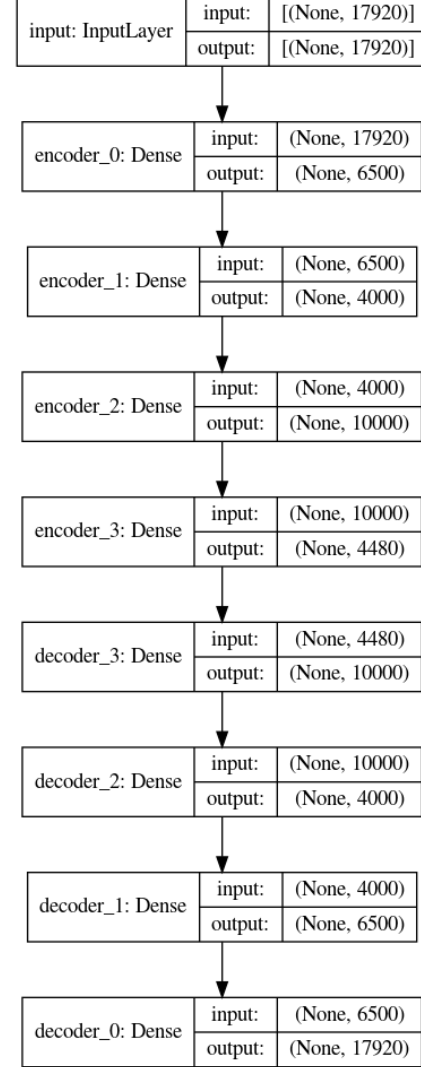 input: InputLayer input: [(None, 17920)]
output: [(None, 17920)]
encoder_0: Dense input: (None, 17920)
output: (None, 6500)
encoder_1: Dense input: (None, 6500)
output: (None, 4000)
encoder_2: Dense input: (None, 4000)
output: (None, 10000)
encoder_3: Dense input: (None, 10000)
output: (None, 4480)
decoder_3: Dense input: (None, 4480)
output: (None, 10000)
decoder_2: Dense input: (None, 10000)
output: (None, 4000)
decoder_1: Dense input: (None, 4000)
output: (None, 6500)
decoder_0: Dense input: (None, 6500)
output: (None, 17920)